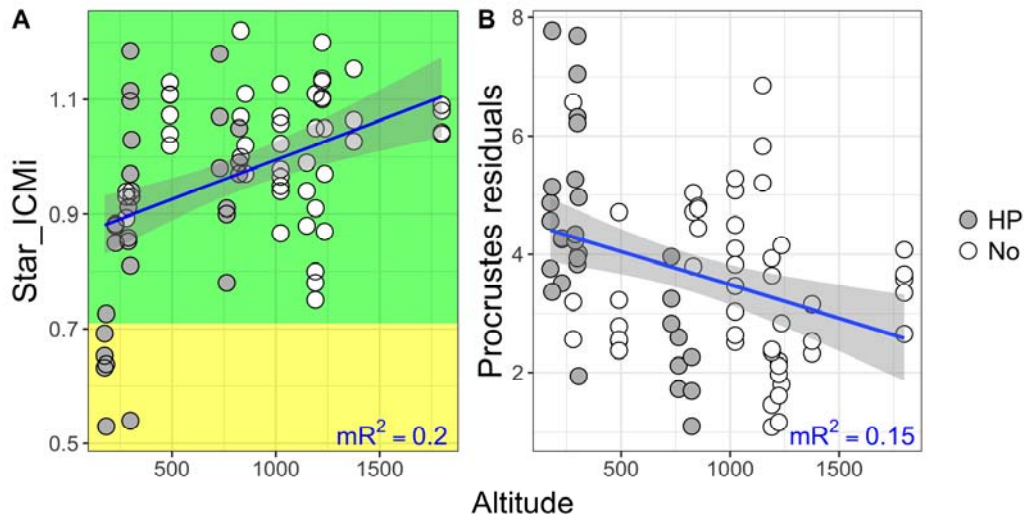 A
B
Star_ICMi
1.1
0.9
0.7
0.5
500
1000
1500
mR² = 0.2
Procrustes residuals
8
6
4
2
500
1000
1500
mR² = 0.15
HP
No
Altitude